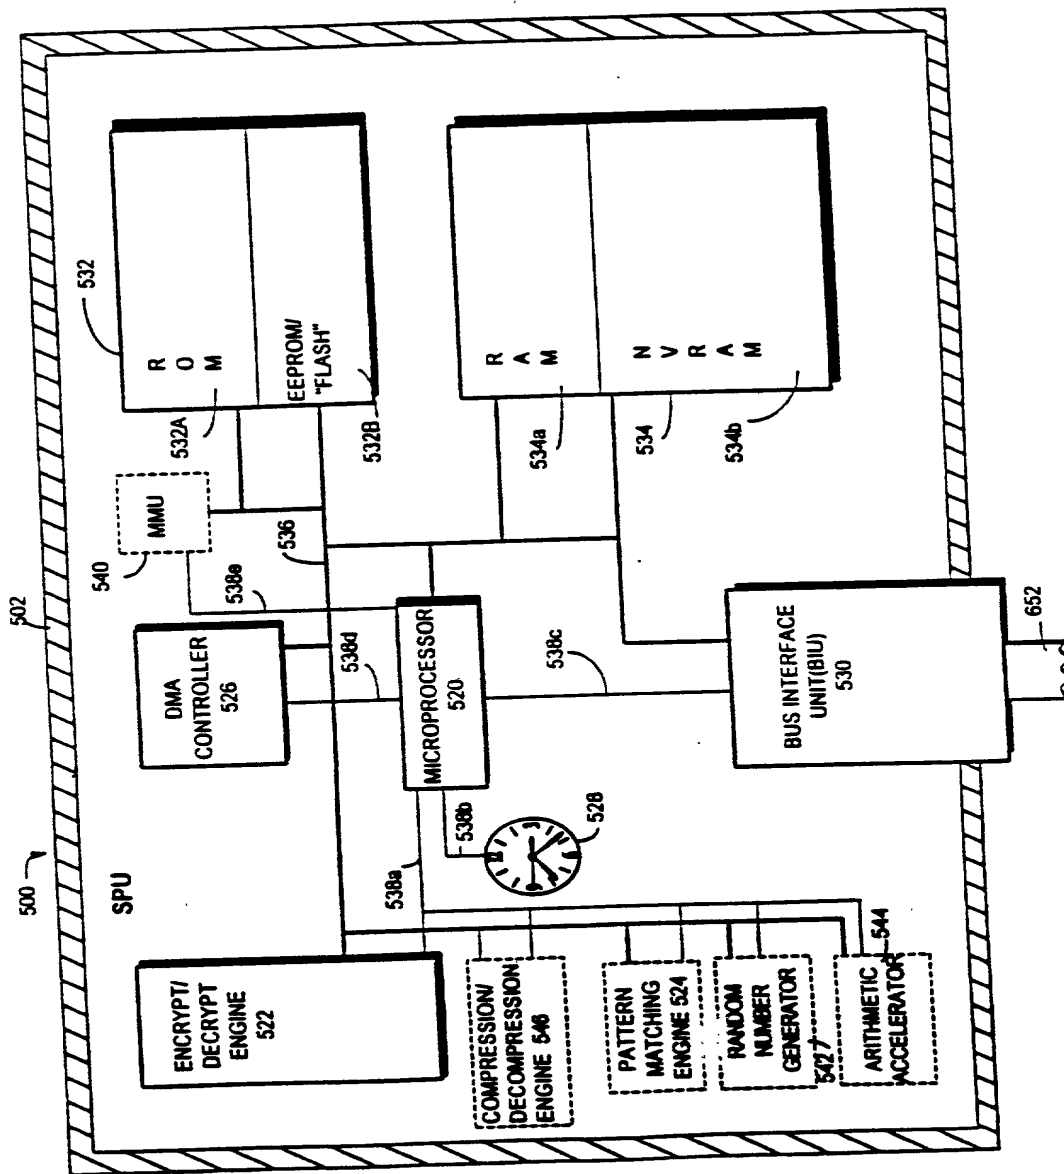 502
500
SPU
ENCRYPT/
DECRYPT
ENGINE
522
DMA
CONTROLLER
526
540
MMU
532
R
O
M
532A
EEPROM/
"FLASH"
532B
536
538e
538d
538a
538b
538c
MICROPROCESSOR
520
528
R
A
M
534a
N
V
R
A
M
534
534b
COMPRESSION/
DECOMPRESSION
ENGINE 546
PATTERN
MATCHING
ENGINE 524
RANDOM
NUMBER
GENERATOR
542
ARITHMETIC
ACCELERATOR
544
BUS INTERFACE
UNIT(BIU)
530
652